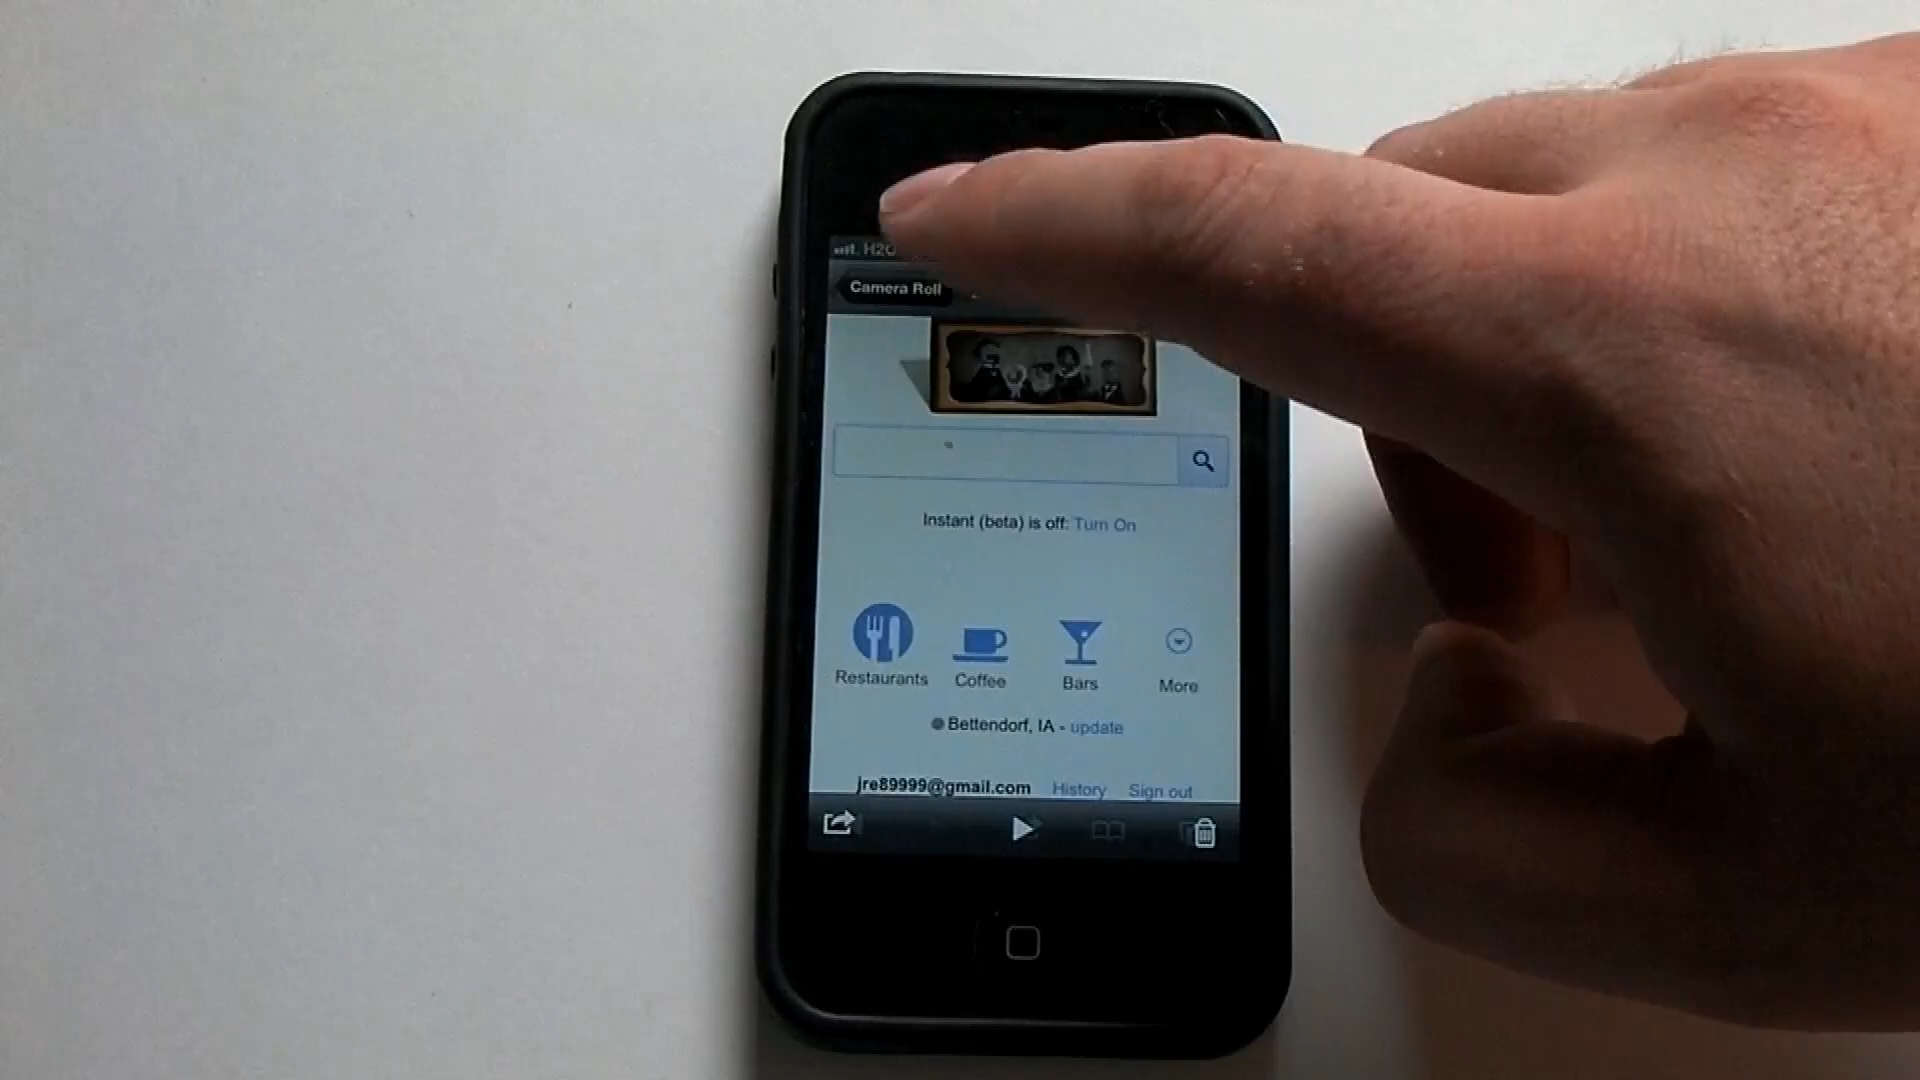 H2O
Camera Roll
Instant (beta) is off: Turn On
Restaurants Coffee Bars More
Bettendorf, IA - update
jre89999@gmail.com History Sign out